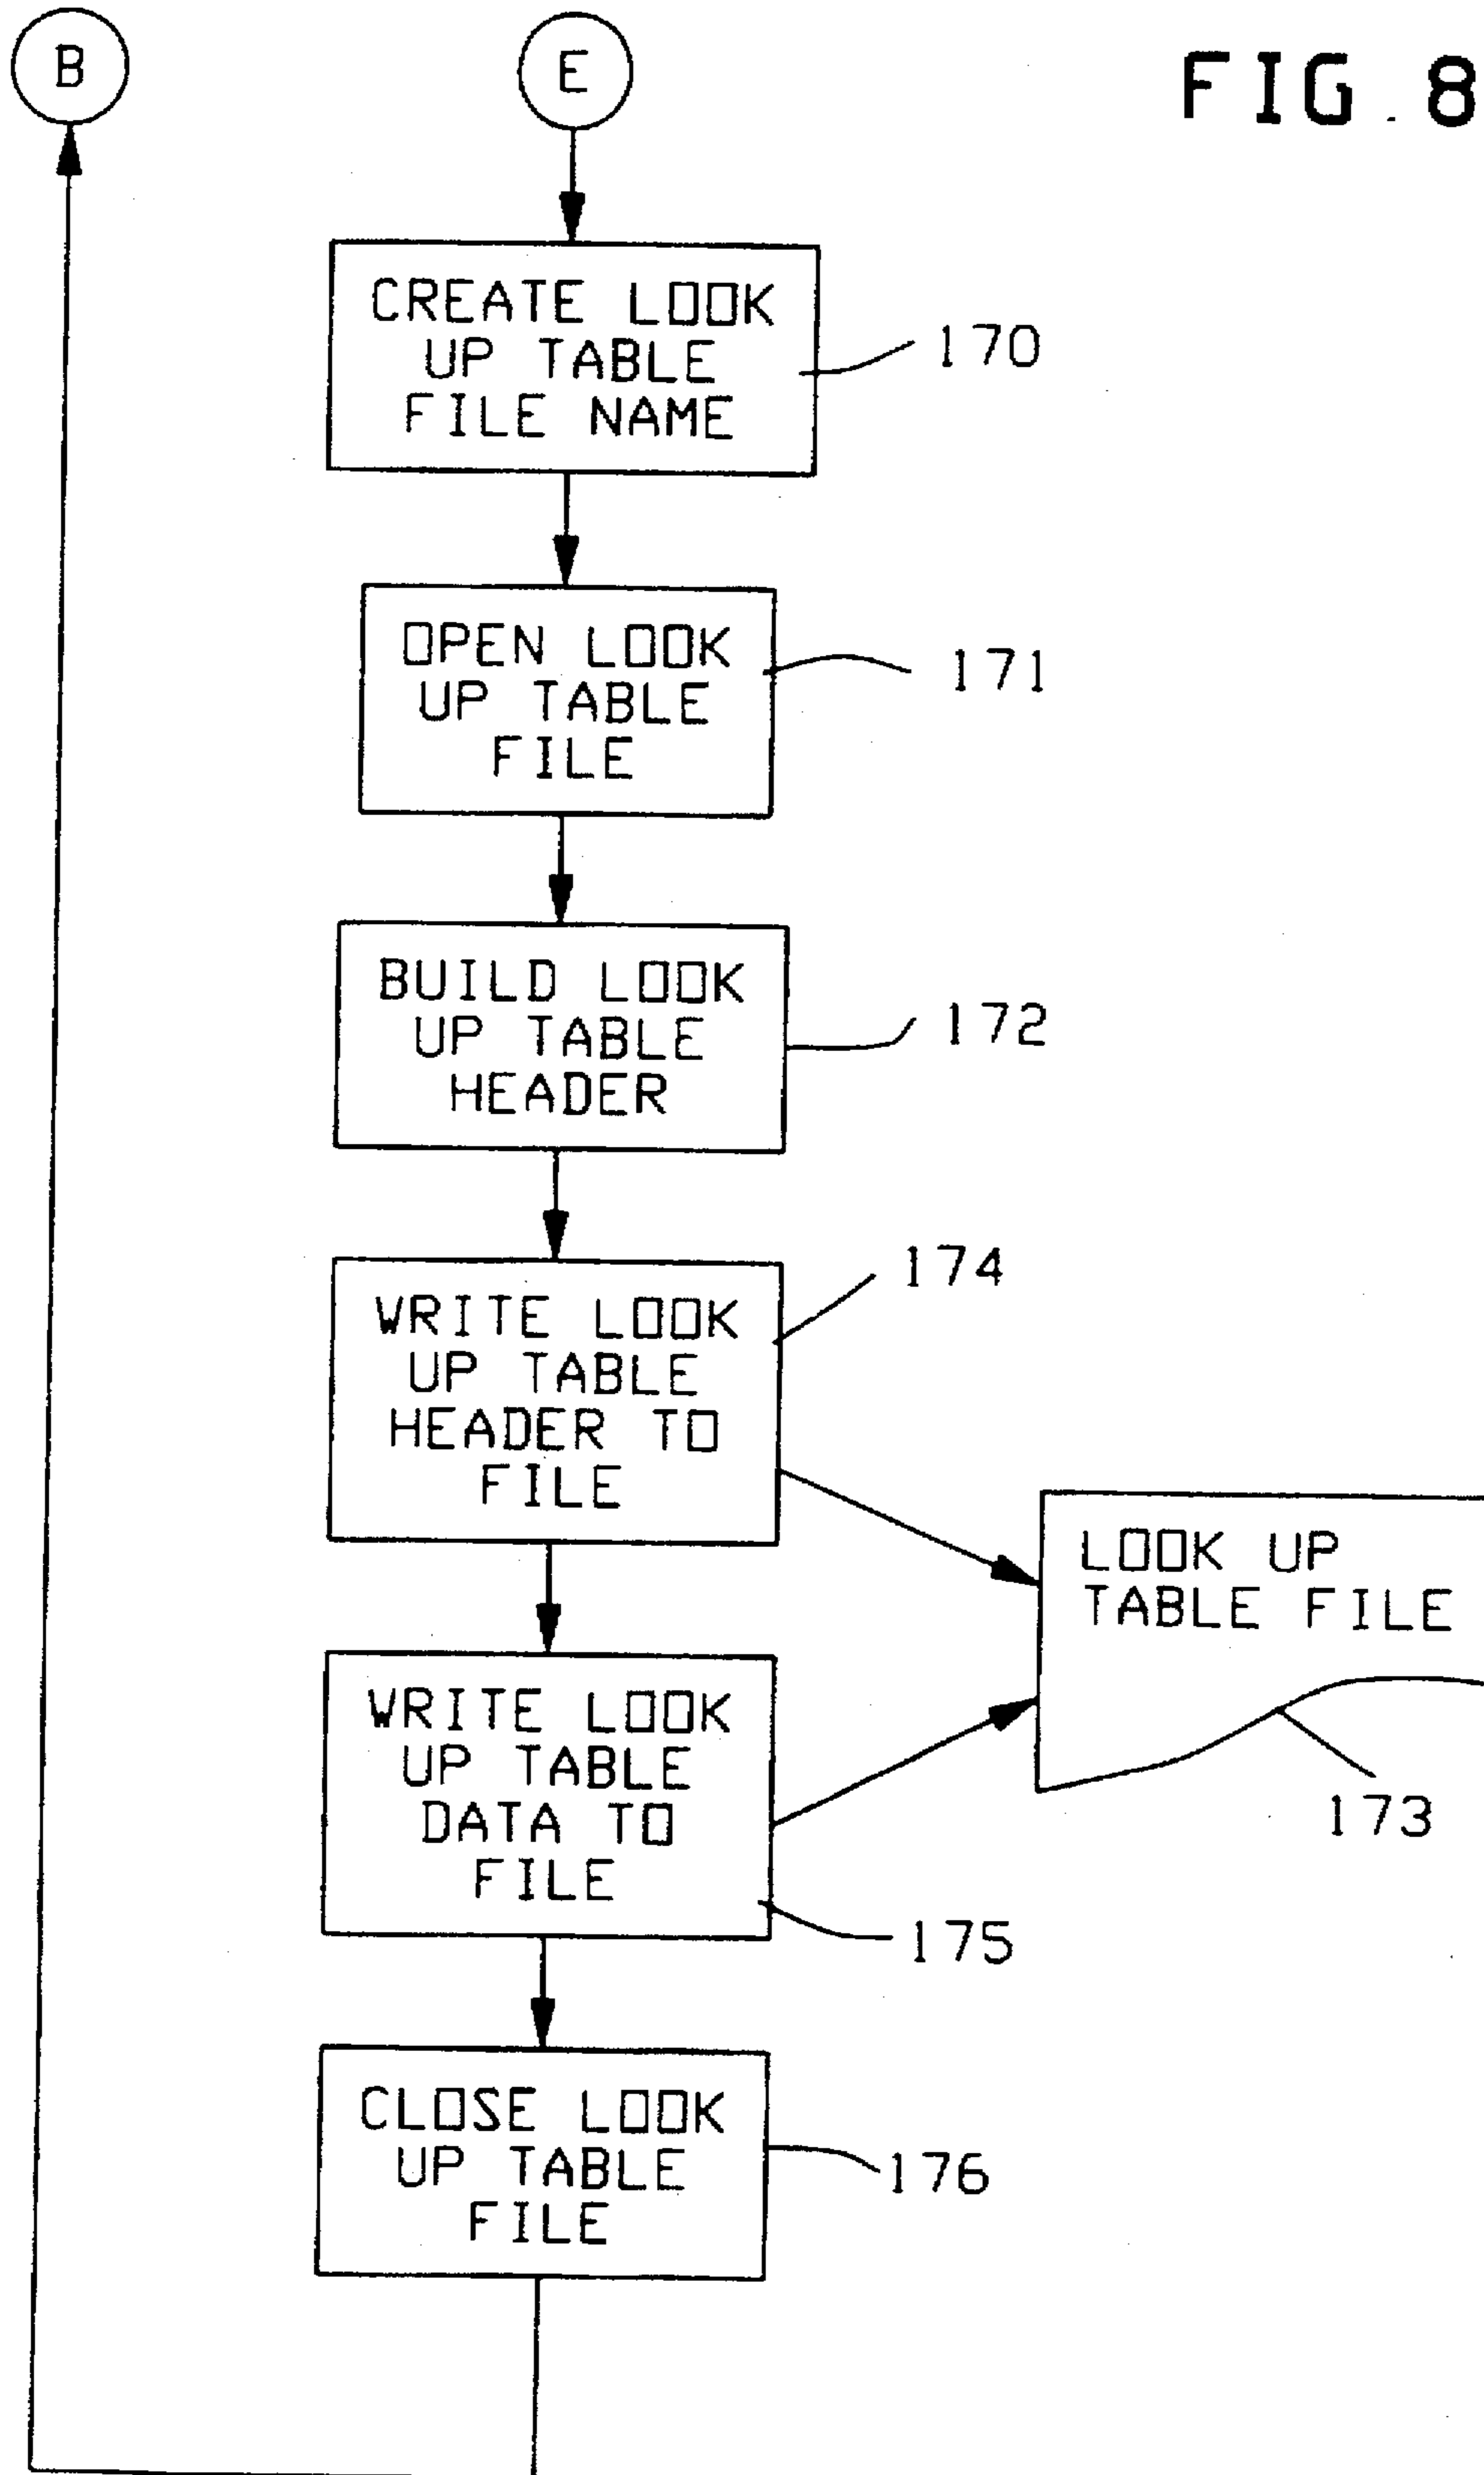 B
E
FIG. 8
CREATE LOOK
UP TABLE
FILE NAME
170
OPEN LOOK
UP TABLE
FILE
171
BUILD LOOK
UP TABLE
HEADER
172
WRITE LOOK
UP TABLE
HEADER TO
FILE
174
LOOK UP
TABLE FILE
173
WRITE LOOK
UP TABLE
DATA TO
FILE
175
CLOSE LOOK
UP TABLE
FILE
176